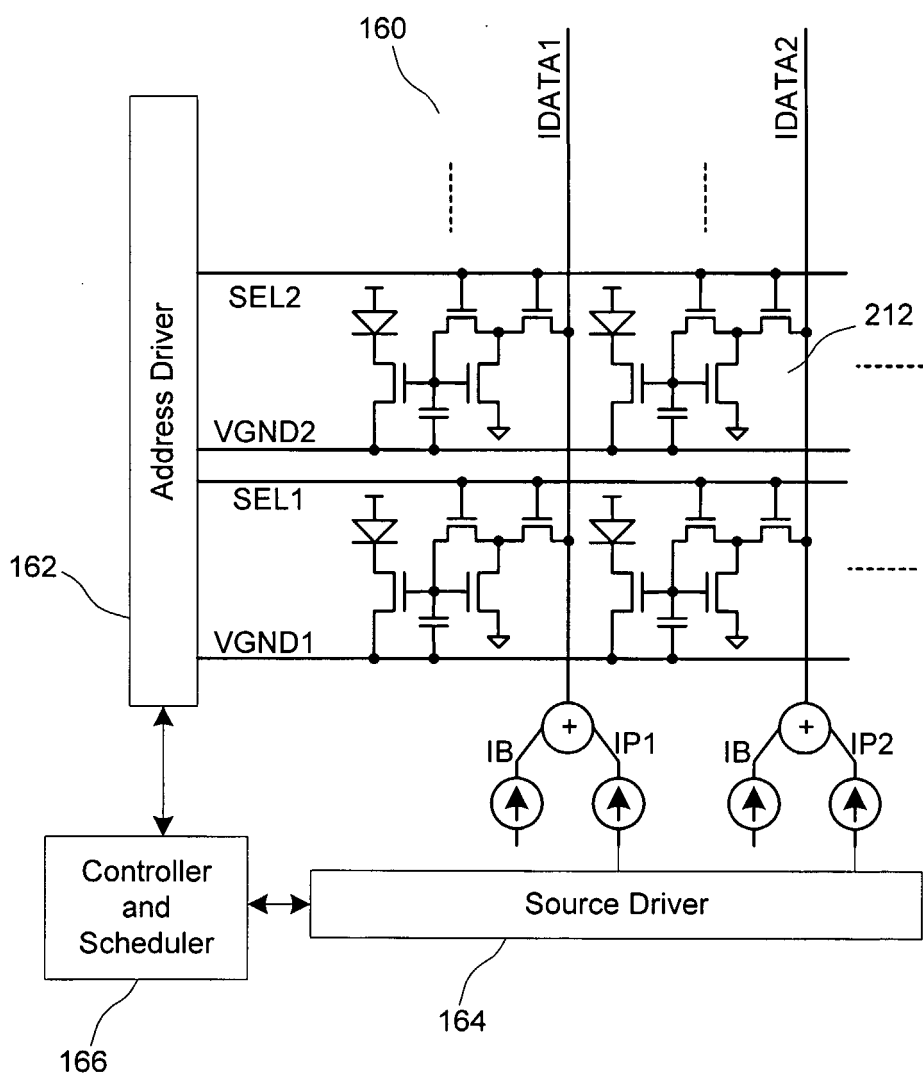 160
IDATA1
IDATA2
Address Driver
SEL2
212
VGND2
SEL1
162
VGND1
IB
IP1
IB
IP2
+
+
Controller
and
Scheduler
Source Driver
164
166